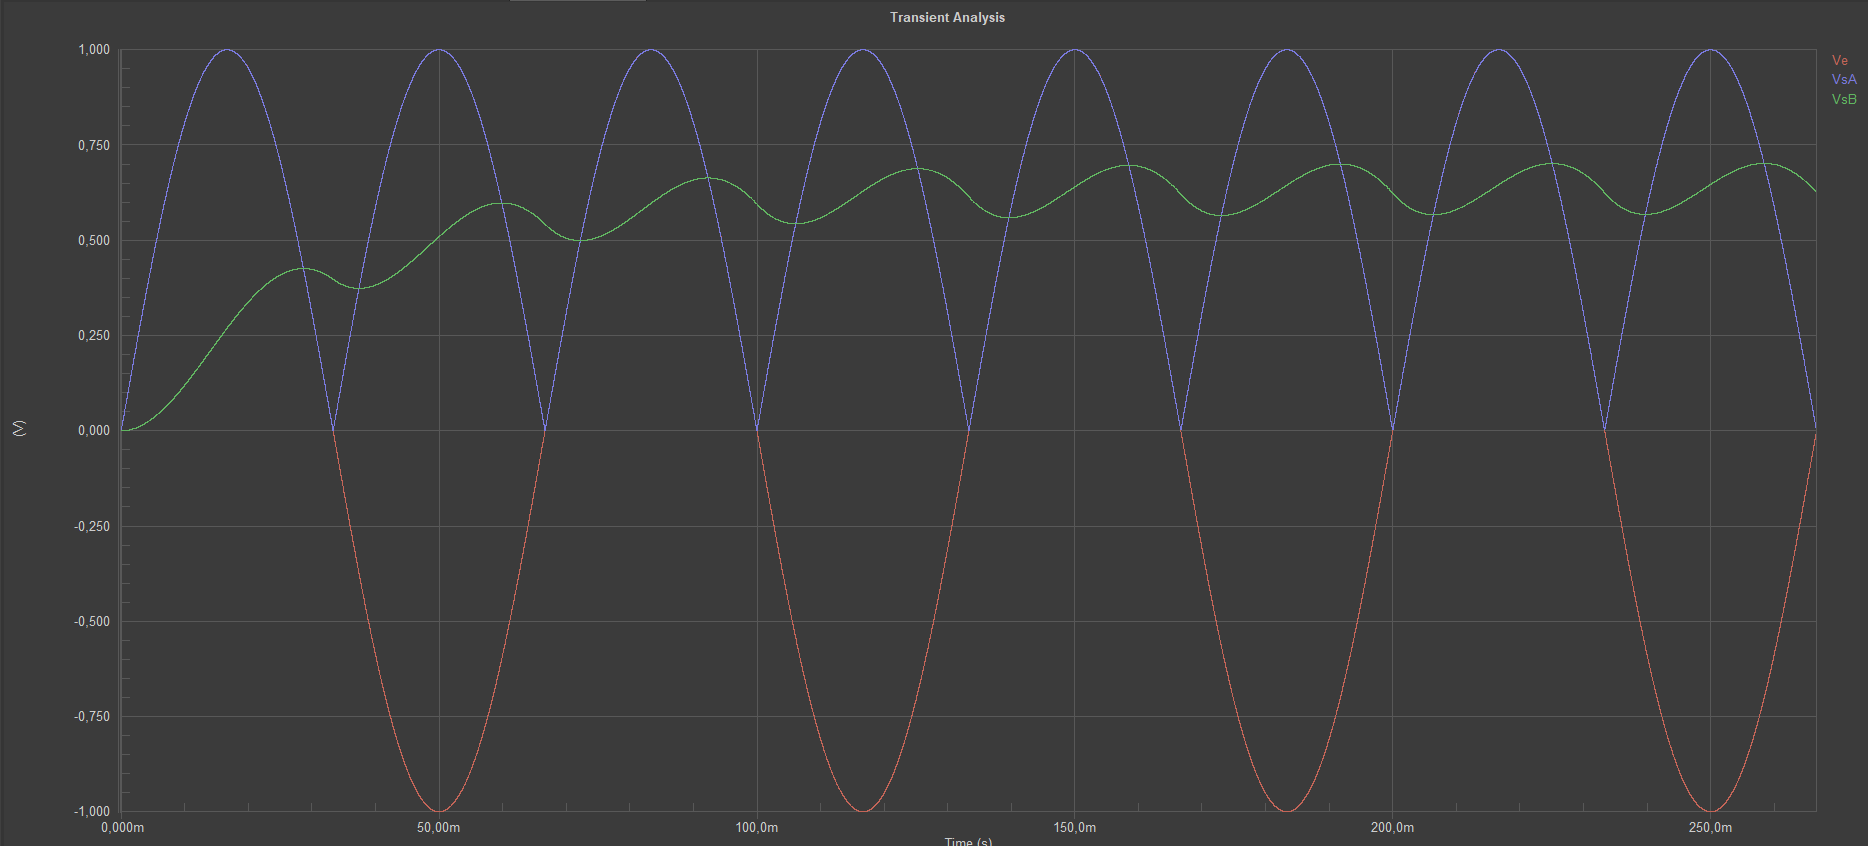 Transient Analysis
Ve
VsA
VsB
1,000
0,750
0,500
0,250
0,000
-0,250
-0,500
-0,750
-1,000
(V)
0,000m 50,00m 100,0m 150,0m 200,0m 250,0m
Time (s)